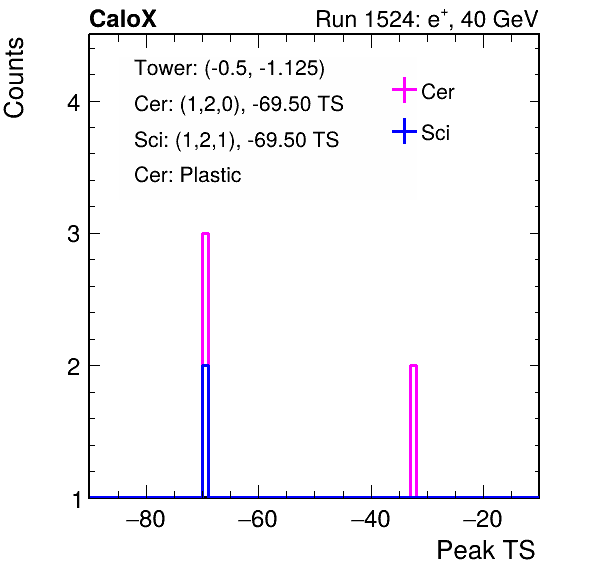 CaloX Run 1524: e⁺, 40 GeV
Counts
Tower: (-0.5, -1.125)
Cer: (1,2,0), -69.50 TS
Sci: (1,2,1), -69.50 TS
Cer: Plastic
Cer
Sci
4
3
2
1
−80 −60 −40 −20
Peak TS